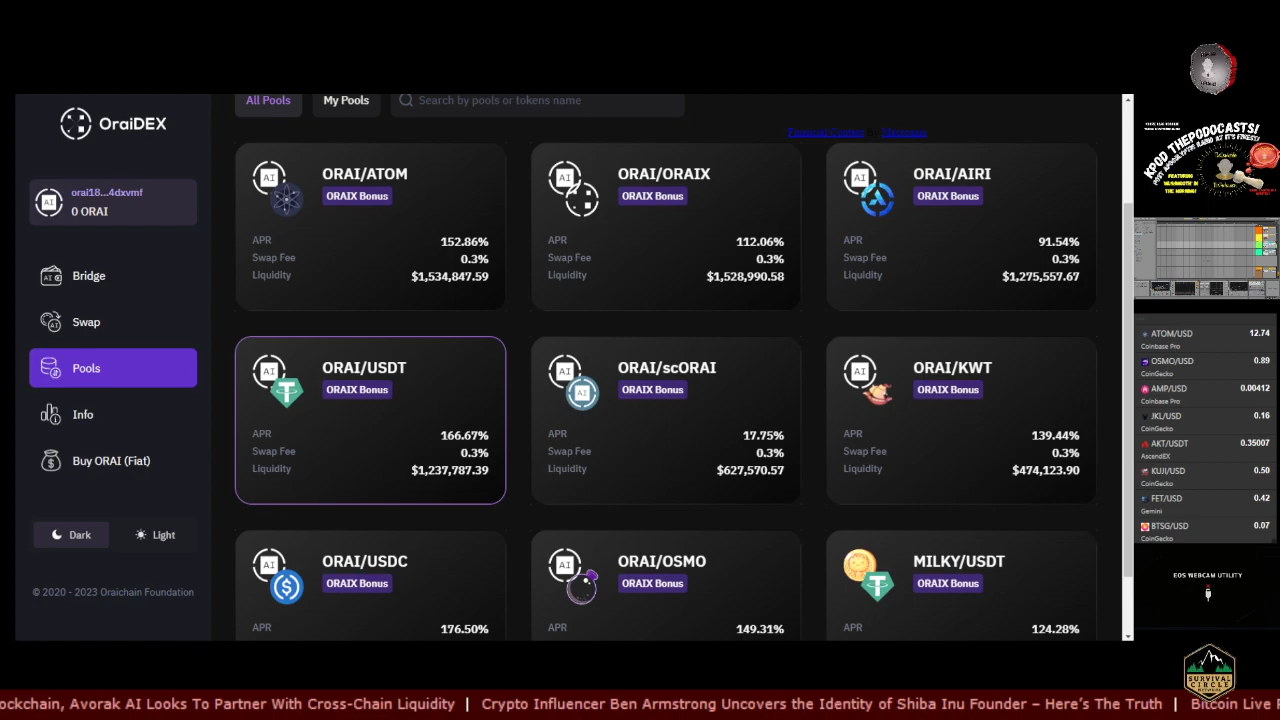 OraiDEX
orai18...4dxvmf
0 ORAI
Bridge
Swap
Pools
Info
Buy ORAI (Fiat)
Dark
Light
© 2020 - 2023 Oraichain Foundation
All Pools
My Pools
Search by pools or tokens name
ORAI/ATOM
ORAIX Bonus
APR 152.86%
Swap Fee 0.3%
Liquidity $1,534,847.59
ORAI/ORAIX
ORAIX Bonus
APR 112.06%
Swap Fee 0.3%
Liquidity $1,528,990.58
ORAI/AIRI
ORAIX Bonus
APR 91.54%
Swap Fee 0.3%
Liquidity $1,275,557.67
ORAI/USDT
ORAIX Bonus
APR 166.67%
Swap Fee 0.3%
Liquidity $1,237,787.39
ORAI/scORAI
ORAIX Bonus
APR 17.75%
Swap Fee 0.3%
Liquidity $627,570.57
ORAI/KWT
ORAIX Bonus
APR 139.44%
Swap Fee 0.3%
Liquidity $474,123.90
ORAI/USDC
ORAIX Bonus
APR 176.50%
ORAI/OSMO
ORAIX Bonus
APR 149.31%
MILKY/USDT
ORAIX Bonus
APR 124.28%
KPOD THEPODOCASTS!
POST APOCALYPTIC RADIO AT IT'S FINEST!
ATOM/USD 12.74
Coinbase Pro
OSMO/USD 0.89
CoinGecko
AMP/USD 0.00412
Coinbase Pro
JKL/USD 0.16
CoinGecko
AKT/USDT 0.35007
AscendEX
KUJI/USD 0.50
CoinGecko
FET/USD 0.42
Gemini
BTSG/USD 0.07
CoinGecko
EOS WEBCAM UTILITY
SURVIVAL
CIRCLE
ockchain, Avorak AI Looks To Partner With Cross-Chain Liquidity | Crypto Influencer Ben Armstrong Uncovers the Identity of Shiba Inu Founder – Here's The Truth | Bitcoin Live